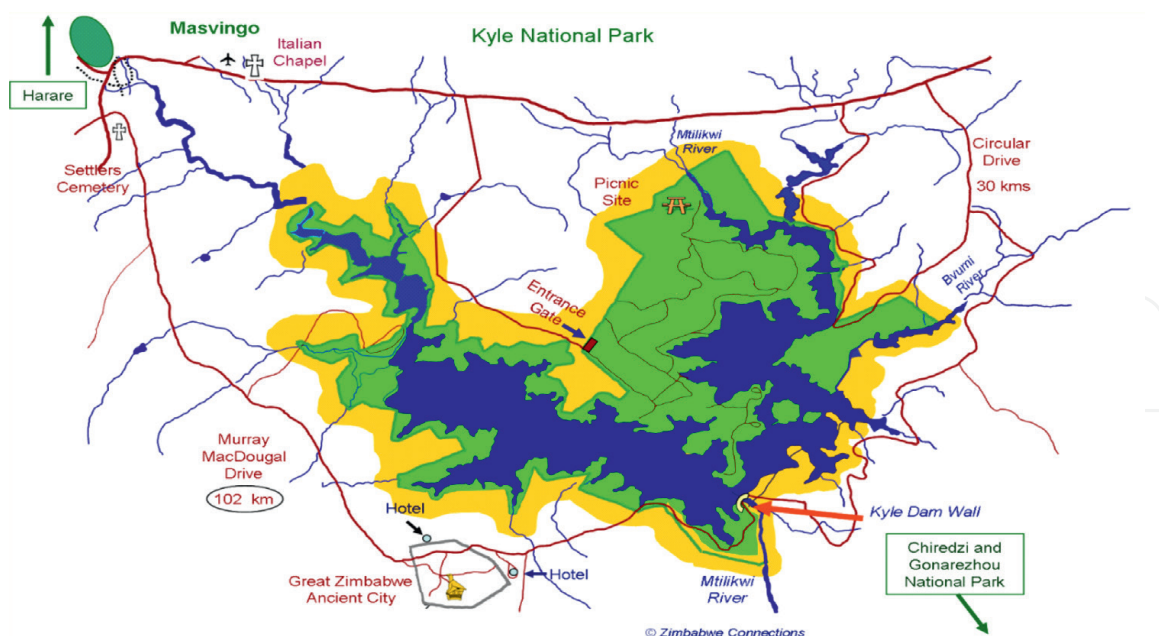 Masvingo
Kyle National Park
Italian
Chapel
Harare
Settlers
Cemetery
Mtilikwi
River
Picnic
Site
Circular
Drive
30 kms
Bvumi
River
Entrance
Gate
Murray
MacDougal
Drive
102 km
Hotel
Kyle Dam Wall
Hotel
Great Zimbabwe
Ancient City
Mtilikwi
River
Chiredzi and
Gonarezhou
National Park
© Zimbabwe Connections